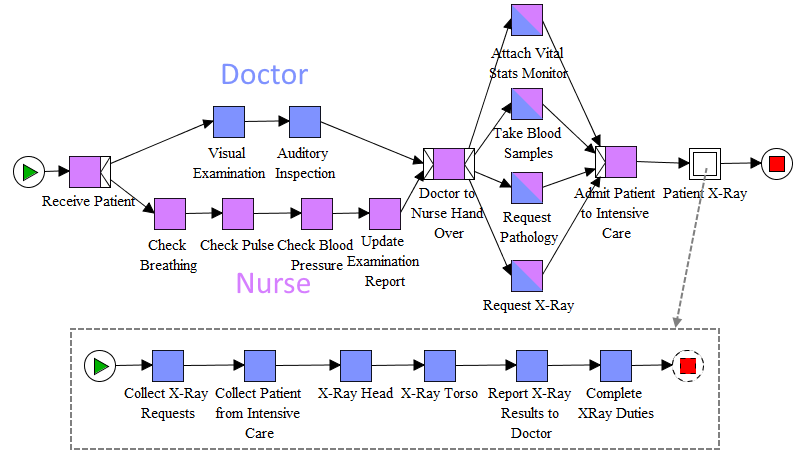 Attach Vital
Stats Monitor
Doctor
Visual
Examination
Auditory
Inspection
Take Blood
Samples
Receive Patient
Doctor to
Nurse Hand
Over
Request
Pathology
Admit Patient
to Intensive
Care
Patient X-Ray
Check
Breathing
Check Pulse
Check Blood
Pressure
Update
Examination
Report
Nurse
Request X-Ray
Collect X-Ray
Requests
Collect Patient
from Intensive
Care
X-Ray Head
X-Ray Torso
Report X-Ray
Results to
Doctor
Complete
XRay Duties